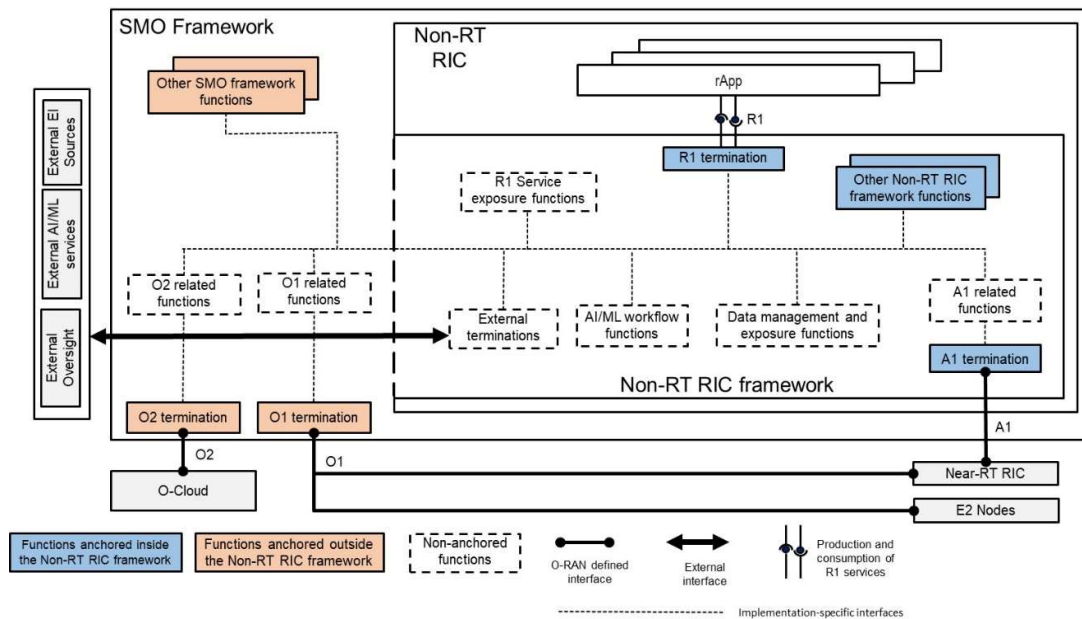 SMO Framework
Non-RT
RIC
Other SMO framework
functions
rApp
R1
External EI
Sources
External AI/ML
services
External
Oversight
R1 termination
R1 Service
exposure functions
Other Non-RT RIC
framework functions
O2 related
functions
O1 related
functions
External
terminations
AI/ML workflow
functions
Data management and
exposure functions
A1 related
functions
A1 termination
Non-RT RIC framework
O2 termination
O1 termination
A1
O2
O1
O-Cloud
Near-RT RIC
E2 Nodes
Functions anchored inside
the Non-RT RIC framework
Functions anchored outside
the Non-RT RIC framework
Non-anchored
functions
O-RAN defined
interface
External
interface
Production and
consumption of
R1 services
Implementation-specific interfaces